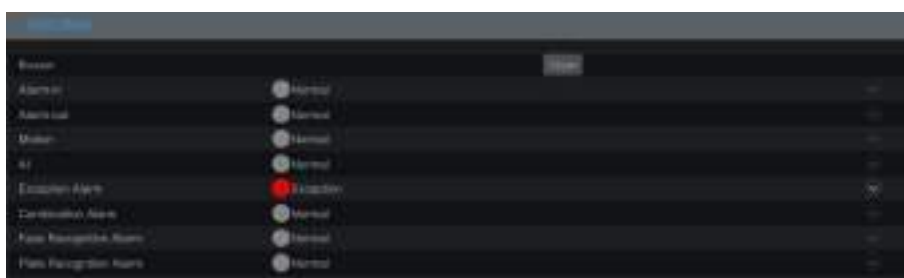 Buzzer
Alarm-in Normal
Alarm-out Normal
Motion Normal
AI Normal
Exception Alarm Exception
Combination Alarm Normal
Face Recognition Alarm Normal
Plate Recognition Alarm Normal